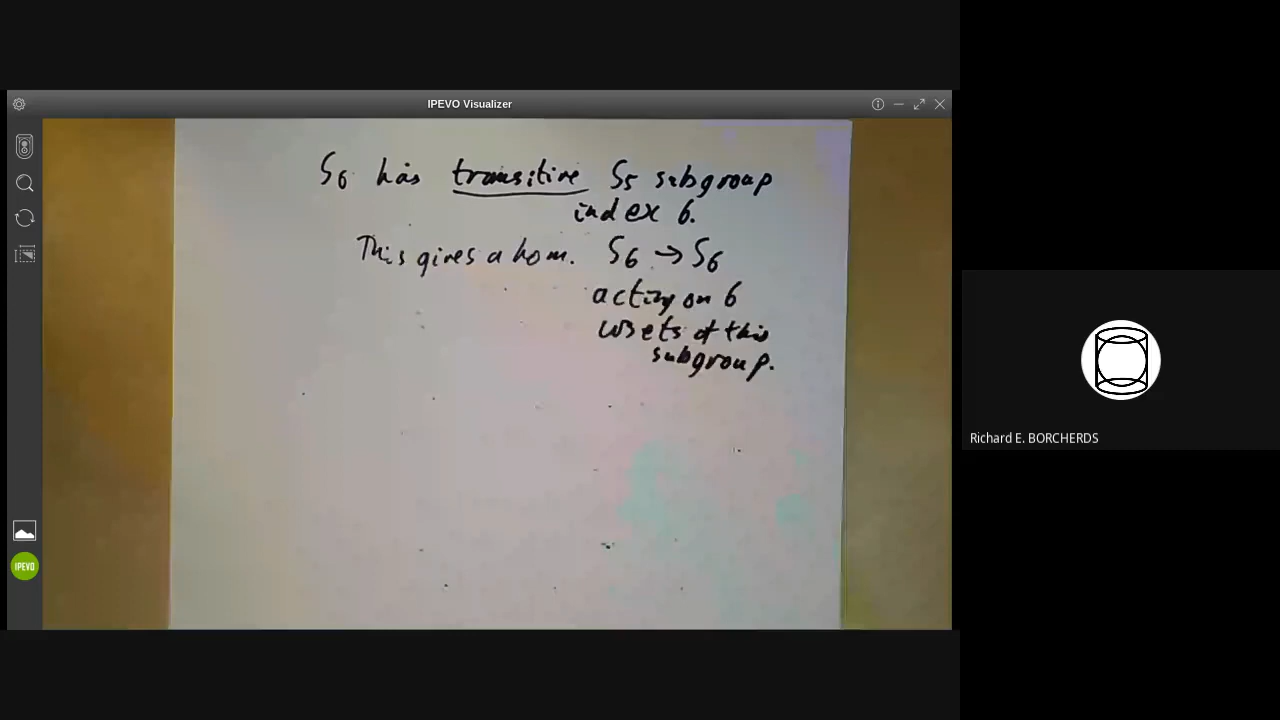 IPEVO Visualizer
S6 has transitive S5 subgroup
index 6.
This gives a hom. S6 → S6
acting on 6
cosets of this
subgroup.
IPEVO
Richard E. BORCHERDS